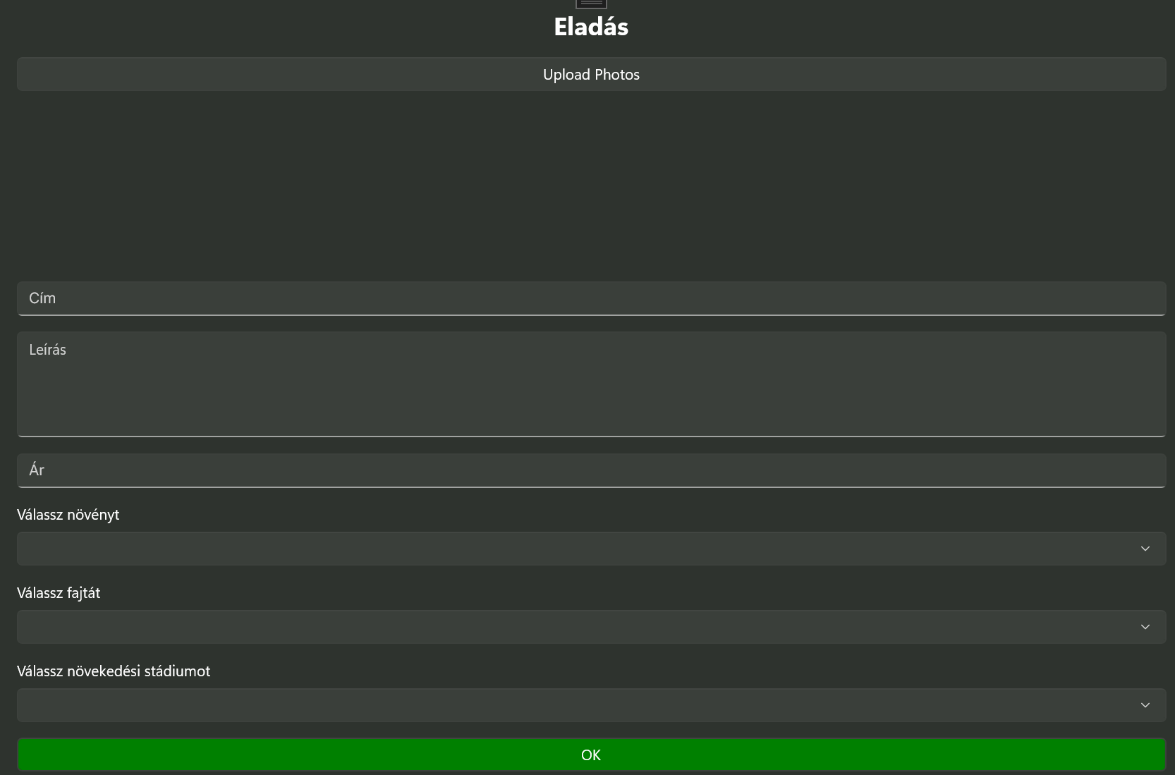 Eladás
Upload Photos
Cím
Leírás
Ár
Válassz növényt
Válassz fajtát
Válassz növekedési stádiumot
OK